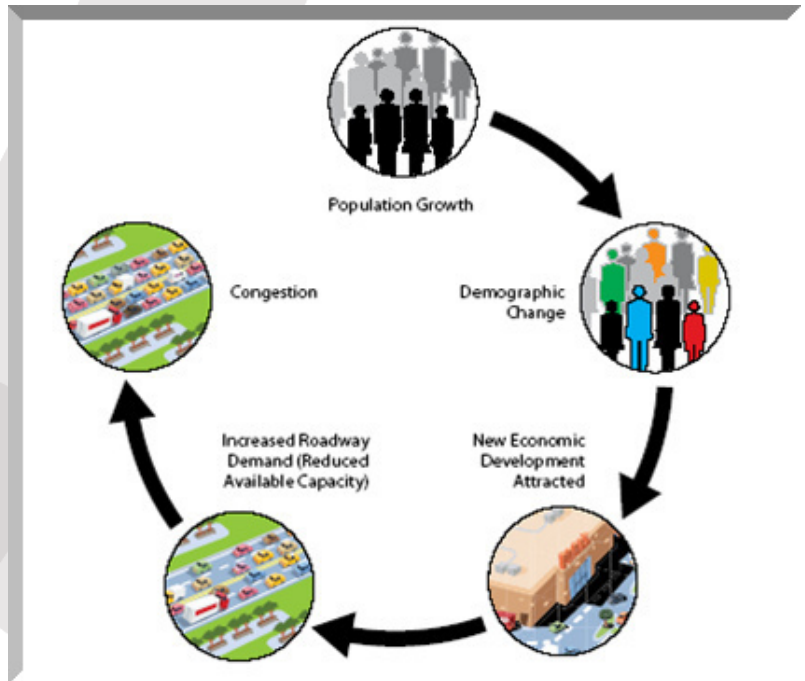 Population Growth
Congestion
Demographic
Change
Increased Roadway
Demand (Reduced
Available Capacity)
New Economic
Development
Attracted